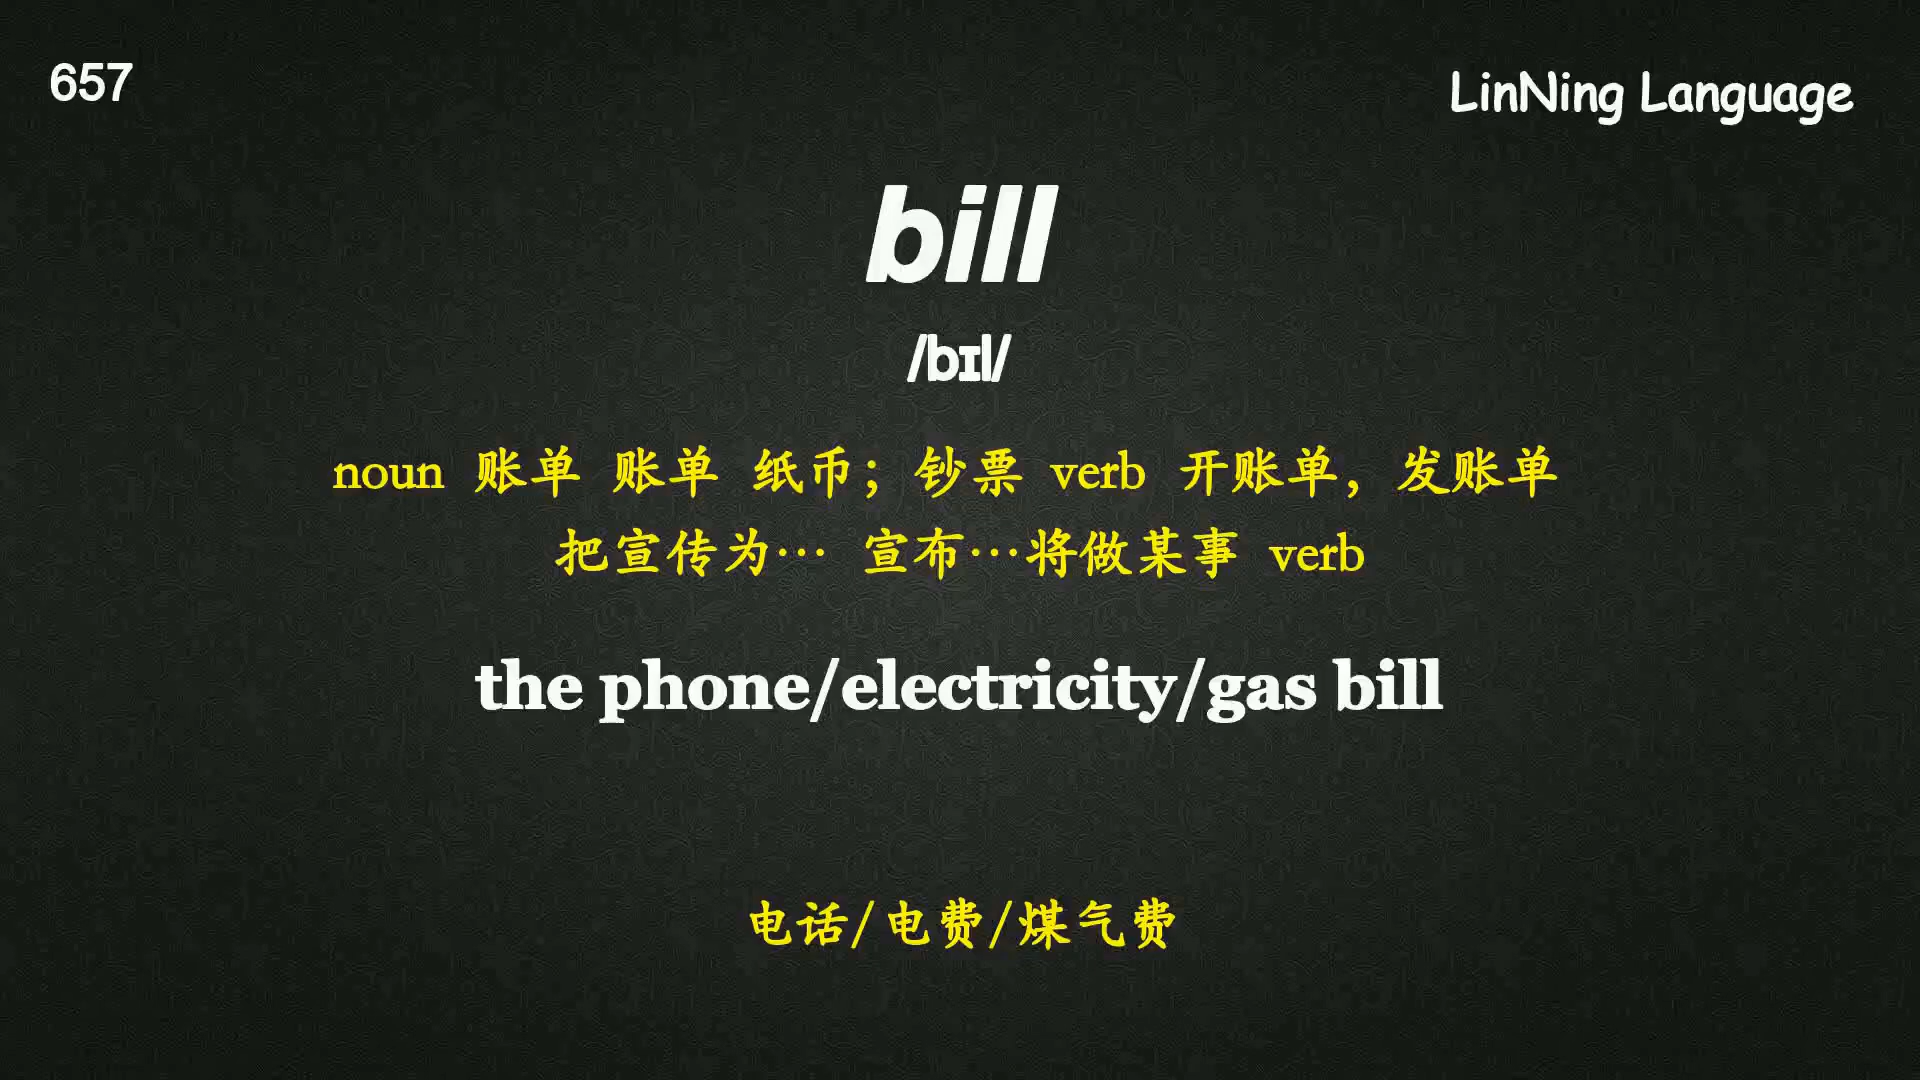 657
LinNing Language
bill
/bɪl/
noun 账单 账单 纸币；钞票 verb 开账单，发账单
把宣传为… 宣布…将做某事 verb
the phone/electricity/gas bill
电话/电费/煤气费